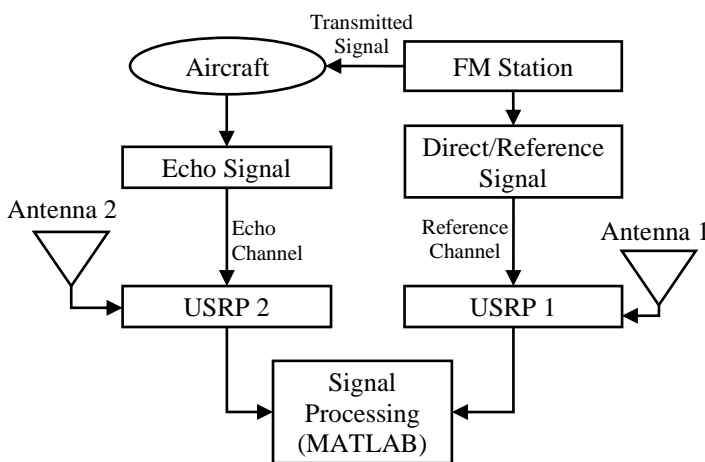 Transmitted
Signal
Aircraft
FM Station
Echo Signal
Direct/Reference
Signal
Antenna 2
Echo
Channel
Reference
Channel
Antenna 1
USRP 2
USRP 1
Signal
Processing
(MATLAB)